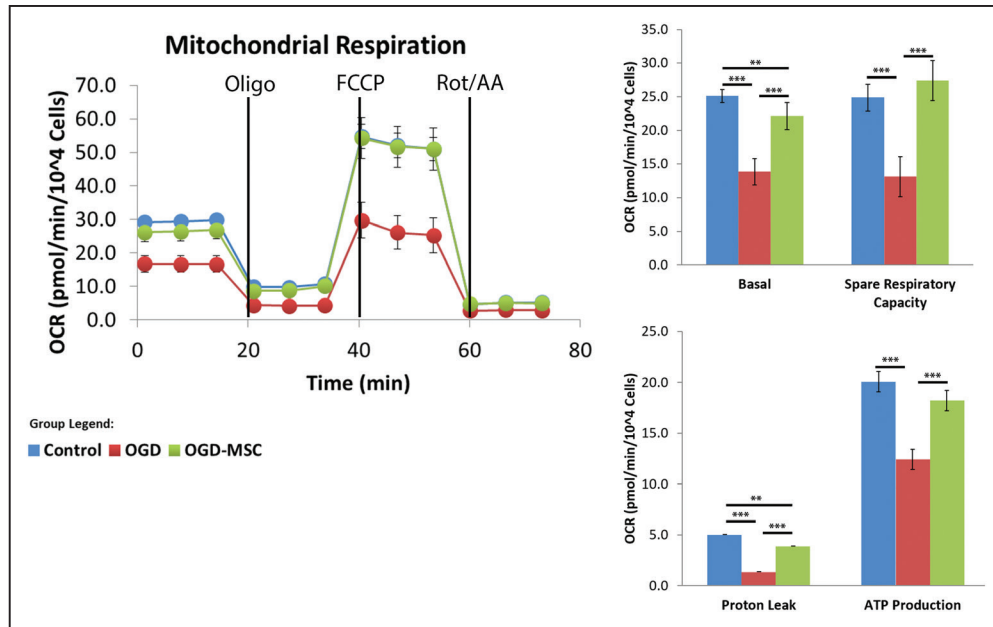 Mitochondrial Respiration
Oligo FCCP Rot/AA
OCR (pmol/min/10^4 Cells)
70.0
60.0
50.0
40.0
30.0
20.0
10.0
0.0
0 20 40 60 80
Time (min)
Group Legend:
Control OGD OGD-MSC
OCR (pmol/min/10^4 Cells)
35.0
30.0
25.0
20.0
15.0
10.0
5.0
0.0
** *** ***
*** ***
Basal Spare Respiratory
Capacity
OCR (pmol/min/10^4 Cells)
25.0
20.0
15.0
10.0
5.0
0.0
** *** ***
*** ***
Proton Leak ATP Production